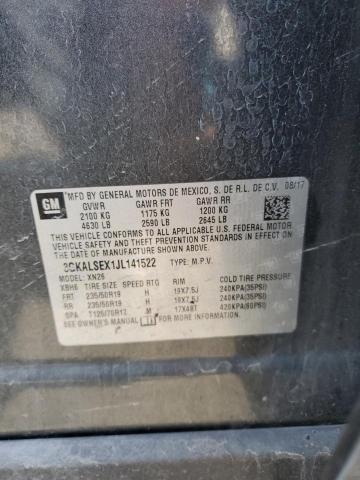 GM
MFD BY GENERAL MOTORS DE MEXICO, S. DE R.L. DE C.V. 08/17
GVWR GAWR FRT GAWR RR
2100 KG 1175 KG 1200 KG
4630 LB 2590 LB 2645 LB
THIS VEHICLE CONFORMS TO ALL APPLICABLE U.S.
FEDERAL MOTOR VEHICLE SAFETY AND THEFT
PREVENTION STANDARDS IN EFFECT ON THE DATE
OF MANUFACTURE SHOWN ABOVE.
3GKALSEX1JL141522 TYPE: M.P.V.
MODEL: XN26
XBH6 TIRE SIZE SPEED RTG RIM COLD TIRE PRESSURE
FRT 235/50R19 H 19X7.5J 240KPA(35PSI)
RR 235/50R19 H 19X7.5J 240KPA(35PSI)
SPA T125/70R17 M 17X4BT 420KPA(60PSI)
SEE OWNER'S MANUAL FOR MORE INFORMATION.